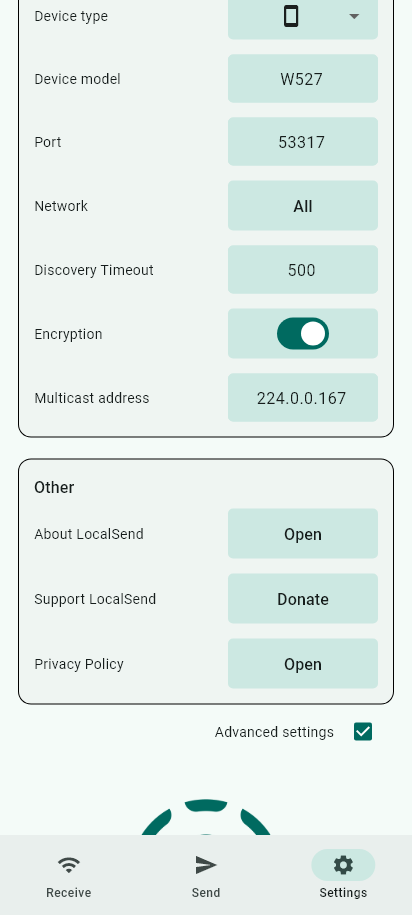 Device type
Device model W527
Port 53317
Network All
Discovery Timeout 500
Encryption
Multicast address 224.0.0.167
Other
About LocalSend Open
Support LocalSend Donate
Privacy Policy Open
Advanced settings
Receive Send Settings